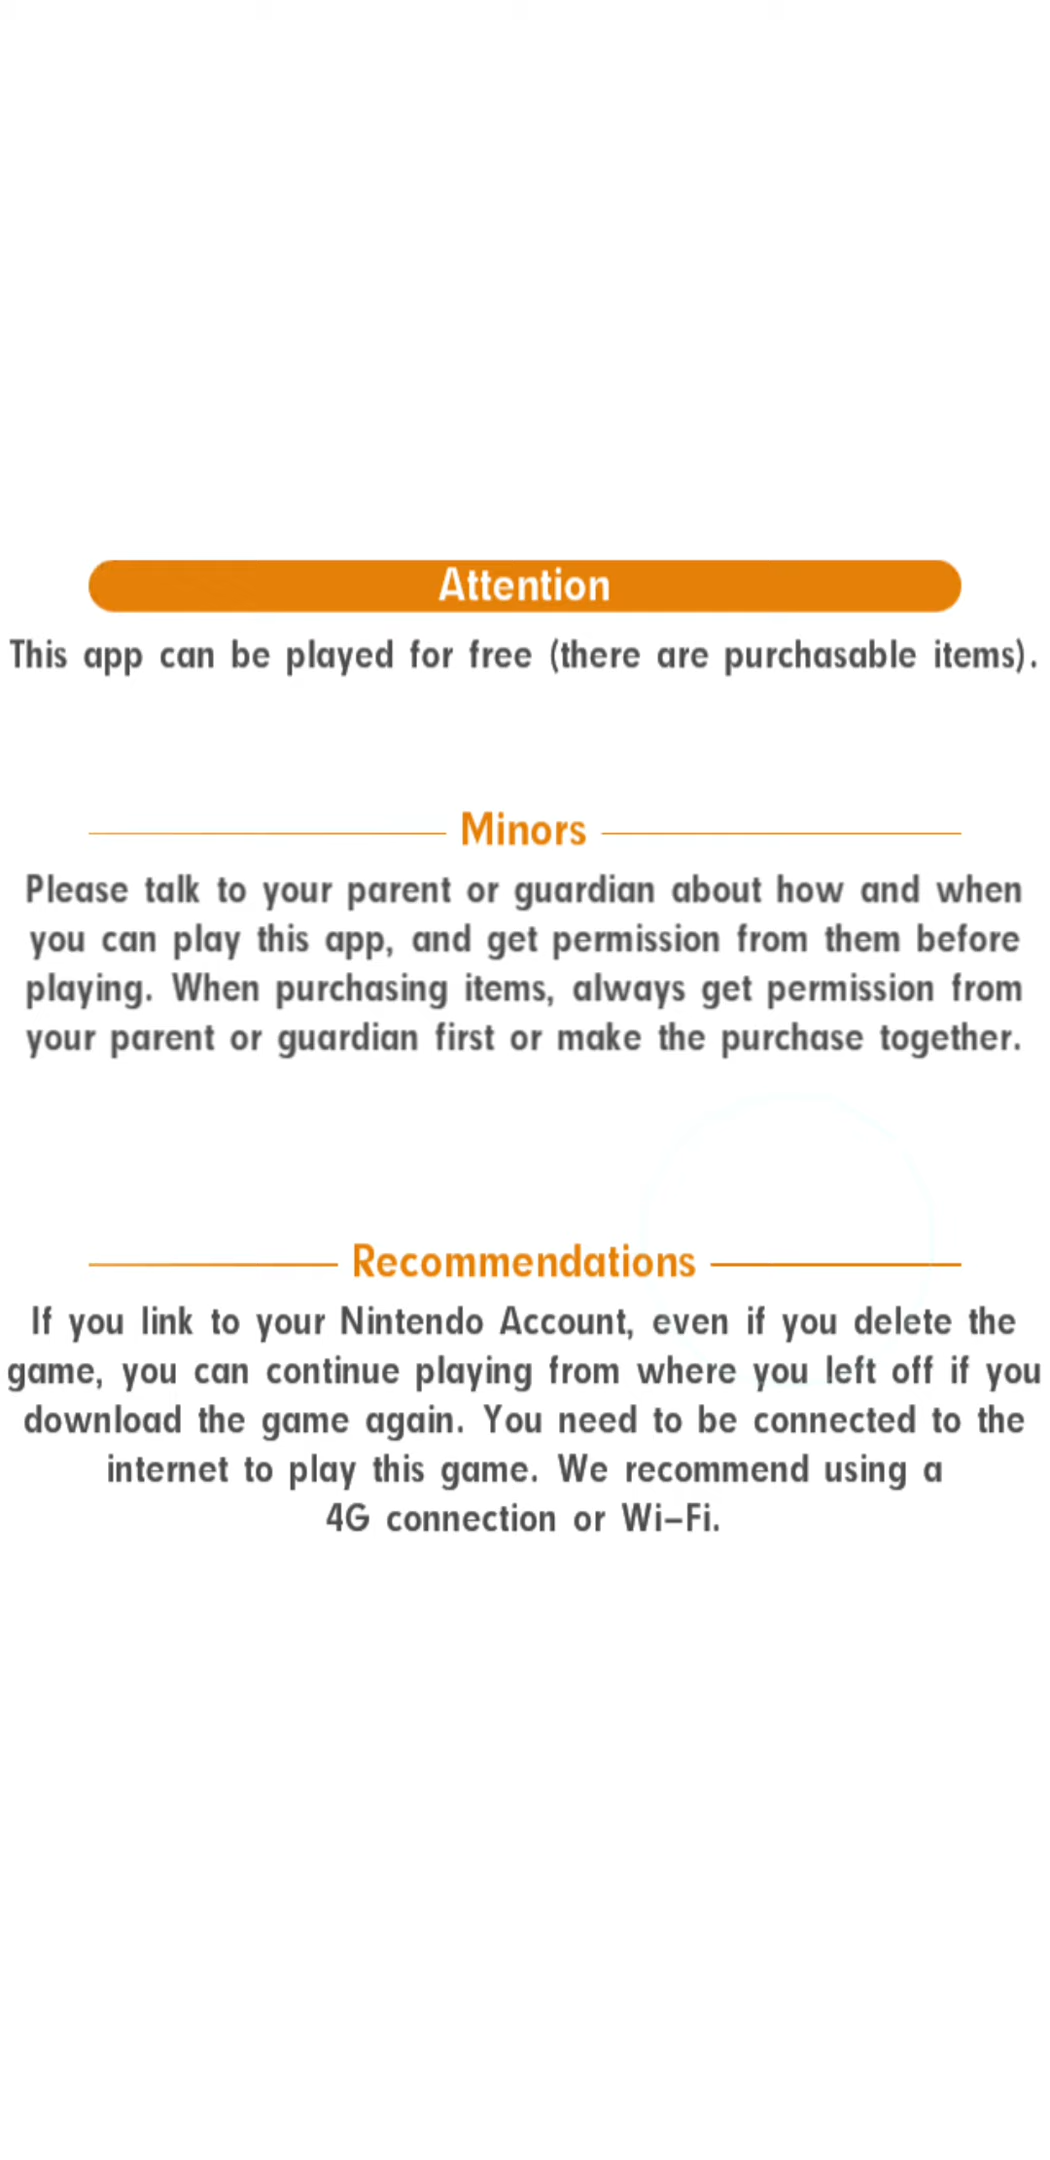 Attention
This app can be played for free (there are purchasable items).
Minors
Please talk to your parent or guardian about how and when
you can play this app, and get permission from them before
playing. When purchasing items, always get permission from
your parent or guardian first or make the purchase together.
Recommendations
If you link to your Nintendo Account, even if you delete the
game, you can continue playing from where you left off if you
download the game again. You need to be connected to the
internet to play this game. We recommend using a
4G connection or Wi–Fi.